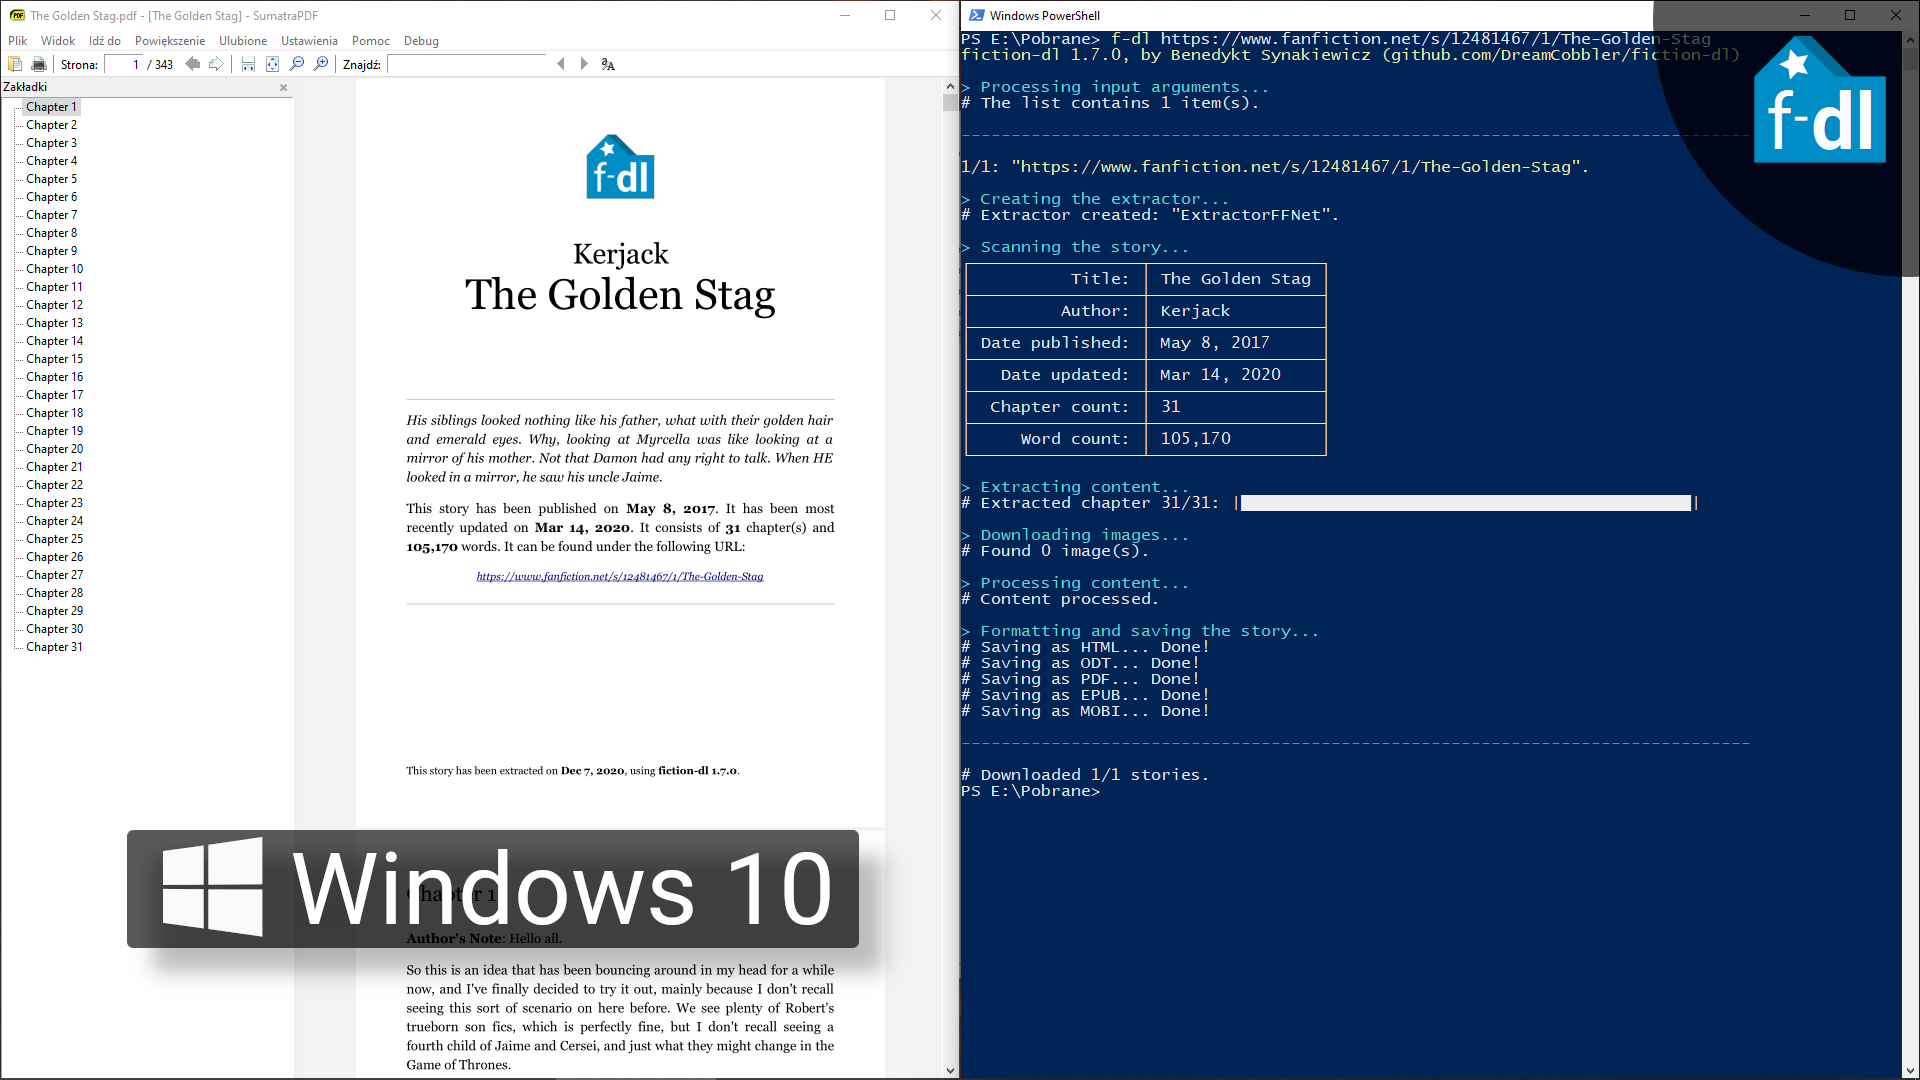 The Golden Stag.pdf - [The Golden Stag] - SumatraPDF
Plik Widok Idź do Powiększenie Ulubione Ustawienia Pomoc Debug
Strona: 1 / 343 Znajdź:
Zakładki
Chapter 1
Chapter 2
Chapter 3
Chapter 4
Chapter 5
Chapter 6
Chapter 7
Chapter 8
Chapter 9
Chapter 10
Chapter 11
Chapter 12
Chapter 13
Chapter 14
Chapter 15
Chapter 16
Chapter 17
Chapter 18
Chapter 19
Chapter 20
Chapter 21
Chapter 22
Chapter 23
Chapter 24
Chapter 25
Chapter 26
Chapter 27
Chapter 28
Chapter 29
Chapter 30
Chapter 31
f-dl
Kerjack
The Golden Stag
His siblings looked nothing like his father, what with their golden hair
and emerald eyes. Why, looking at Myrcella was like looking at a
mirror of his mother. Not that Damon had any right to talk. When HE
looked in a mirror, he saw his uncle Jaime.
This story has been published on May 8, 2017. It has been most
recently updated on Mar 14, 2020. It consists of 31 chapter(s) and
105,170 words. It can be found under the following URL:
https://www.fanfiction.net/s/12481467/1/The-Golden-Stag
This story has been extracted on Dec 7, 2020, using fiction-dl 1.7.0.
Windows 10
Chapter 1
Author's Note: Hello all.
So this is an idea that has been bouncing around in my head for a while
now, and I've finally decided to try it out, mainly because I don't recall
seeing this sort of scenario on here before. We see plenty of Robert's
trueborn son fics, which is perfectly fine, but I don't recall seeing a
fourth child of Jaime and Cersei, and just what they might change in the
Game of Thrones.
Windows PowerShell
PS E:\Pobrane> f-dl https://www.fanfiction.net/s/12481467/1/The-Golden-Stag
fiction-dl 1.7.0, by Benedykt Synakiewicz (github.com/DreamCobbler/fiction-dl)
> Processing input arguments...
# The list contains 1 item(s).
-------------------------------------------------------------------------------
1/1: "https://www.fanfiction.net/s/12481467/1/The-Golden-Stag".
> Creating the extractor...
# Extractor created: "ExtractorFFNet".
> Scanning the story...
Title: The Golden Stag
Author: Kerjack
Date published: May 8, 2017
Date updated: Mar 14, 2020
Chapter count: 31
Word count: 105,170
> Extracting content...
# Extracted chapter 31/31: | |
> Downloading images...
# Found 0 image(s).
> Processing content...
# Content processed.
> Formatting and saving the story...
# Saving as HTML... Done!
# Saving as ODT... Done!
# Saving as PDF... Done!
# Saving as EPUB... Done!
# Saving as MOBI... Done!
-------------------------------------------------------------------------------
# Downloaded 1/1 stories.
PS E:\Pobrane>
f-dl